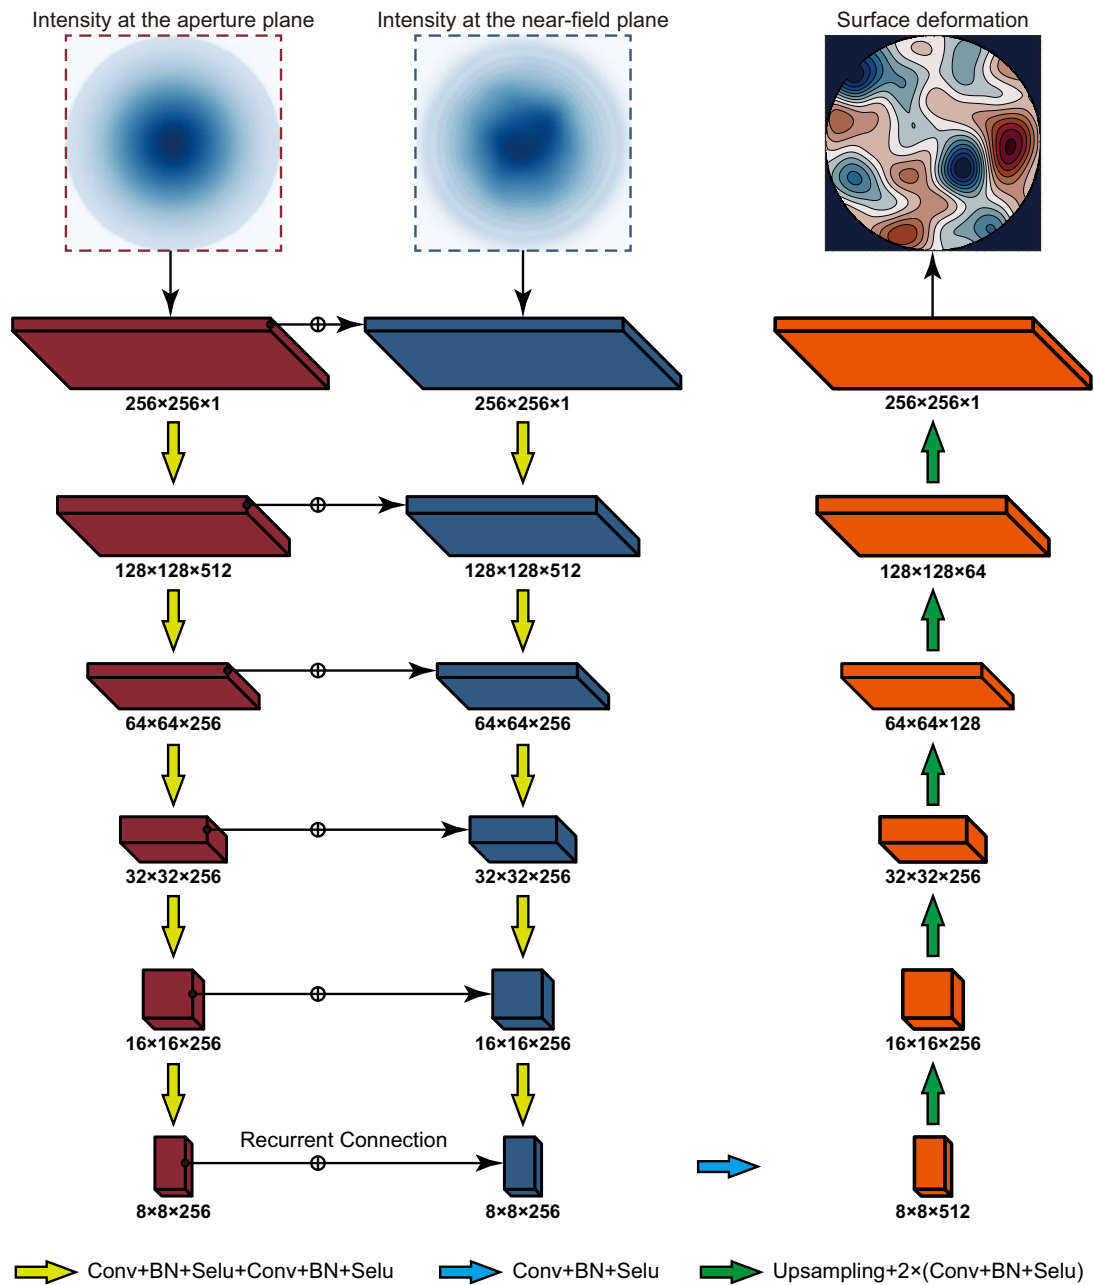 Intensity at the aperture plane
Intensity at the near-field plane
Surface deformation
256×256×1
256×256×1
256×256×1
128×128×512
128×128×512
128×128×64
64×64×256
64×64×256
64×64×128
32×32×256
32×32×256
32×32×256
16×16×256
16×16×256
16×16×256
Recurrent Connection
8×8×256
8×8×256
8×8×512
Conv+BN+Selu+Conv+BN+Selu
Conv+BN+Selu
Upsampling+2×(Conv+BN+Selu)